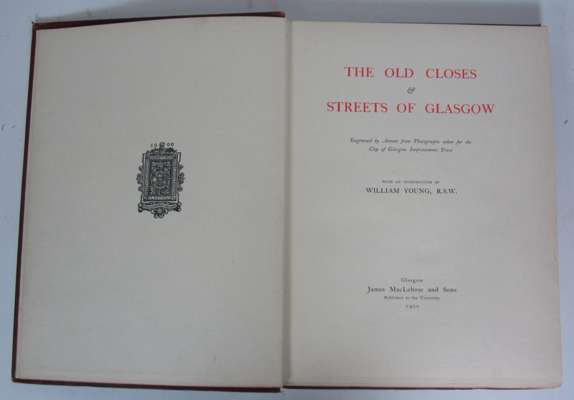 THE OLD CLOSES
&
STREETS OF GLASGOW
Engraved by Annan from Photographs taken for the
City of Glasgow Improvement Trust
WITH AN INTRODUCTION BY
WILLIAM YOUNG, R.S.W.
Glasgow
James MacLehose and Sons
Publishers to the University
1900